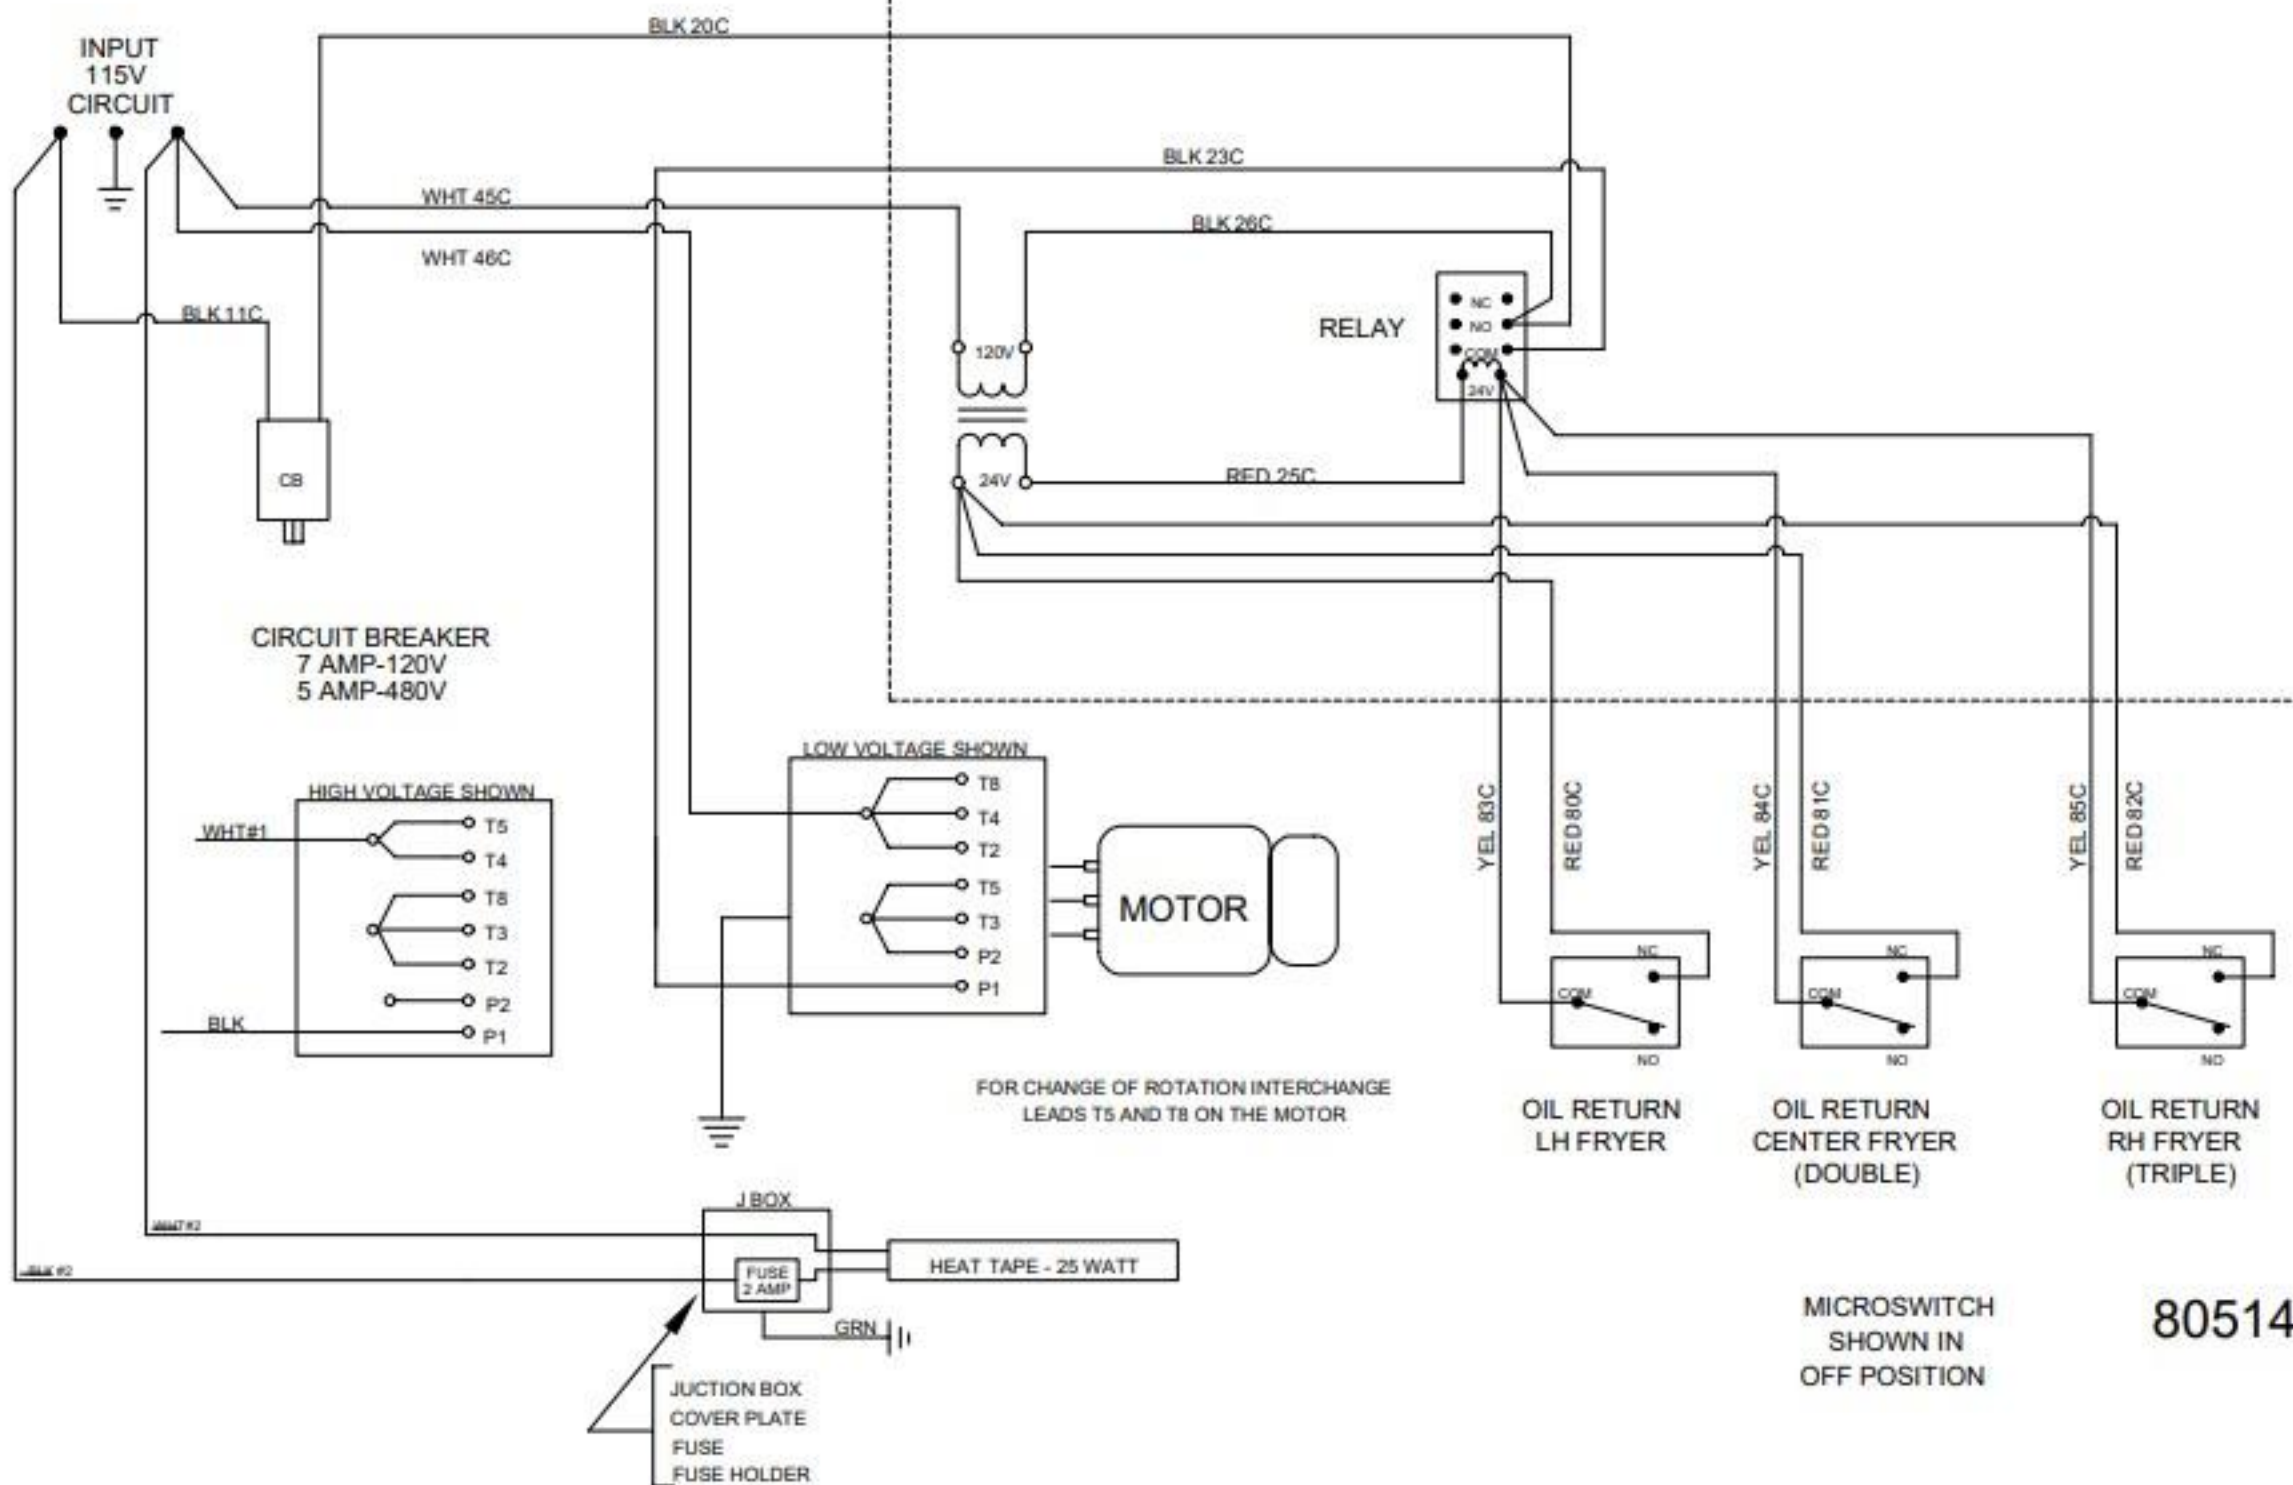 BLK 20C
INPUT
115V
CIRCUIT
BLK 23C
WHT 45C
BLK 26C
WHT 46C
BLK 11C
RELAY
NC
NO
COM
24V
120V
24V
RED 25C
CB
CIRCUIT BREAKER
7 AMP-120V
5 AMP-480V
HIGH VOLTAGE SHOWN
WHT#1
T5
T4
T8
T3
T2
P2
BLK
P1
LOW VOLTAGE SHOWN
T8
T4
T2
T5
T3
P2
P1
MOTOR
FOR CHANGE OF ROTATION INTERCHANGE
LEADS T5 AND T8 ON THE MOTOR
YEL 83C
RED 80C
YEL 84C
RED 81C
YEL 85C
RED 82C
NC
COM
NO
NC
COM
NO
NC
COM
NO
OIL RETURN
LH FRYER
OIL RETURN
CENTER FRYER
(DOUBLE)
OIL RETURN
RH FRYER
(TRIPLE)
J BOX
WHT#2
BLK #2
FUSE
2 AMP
HEAT TAPE - 25 WATT
GRN
JUCTION BOX
COVER PLATE
FUSE
FUSE HOLDER
MICROSWITCH
SHOWN IN
OFF POSITION
80514